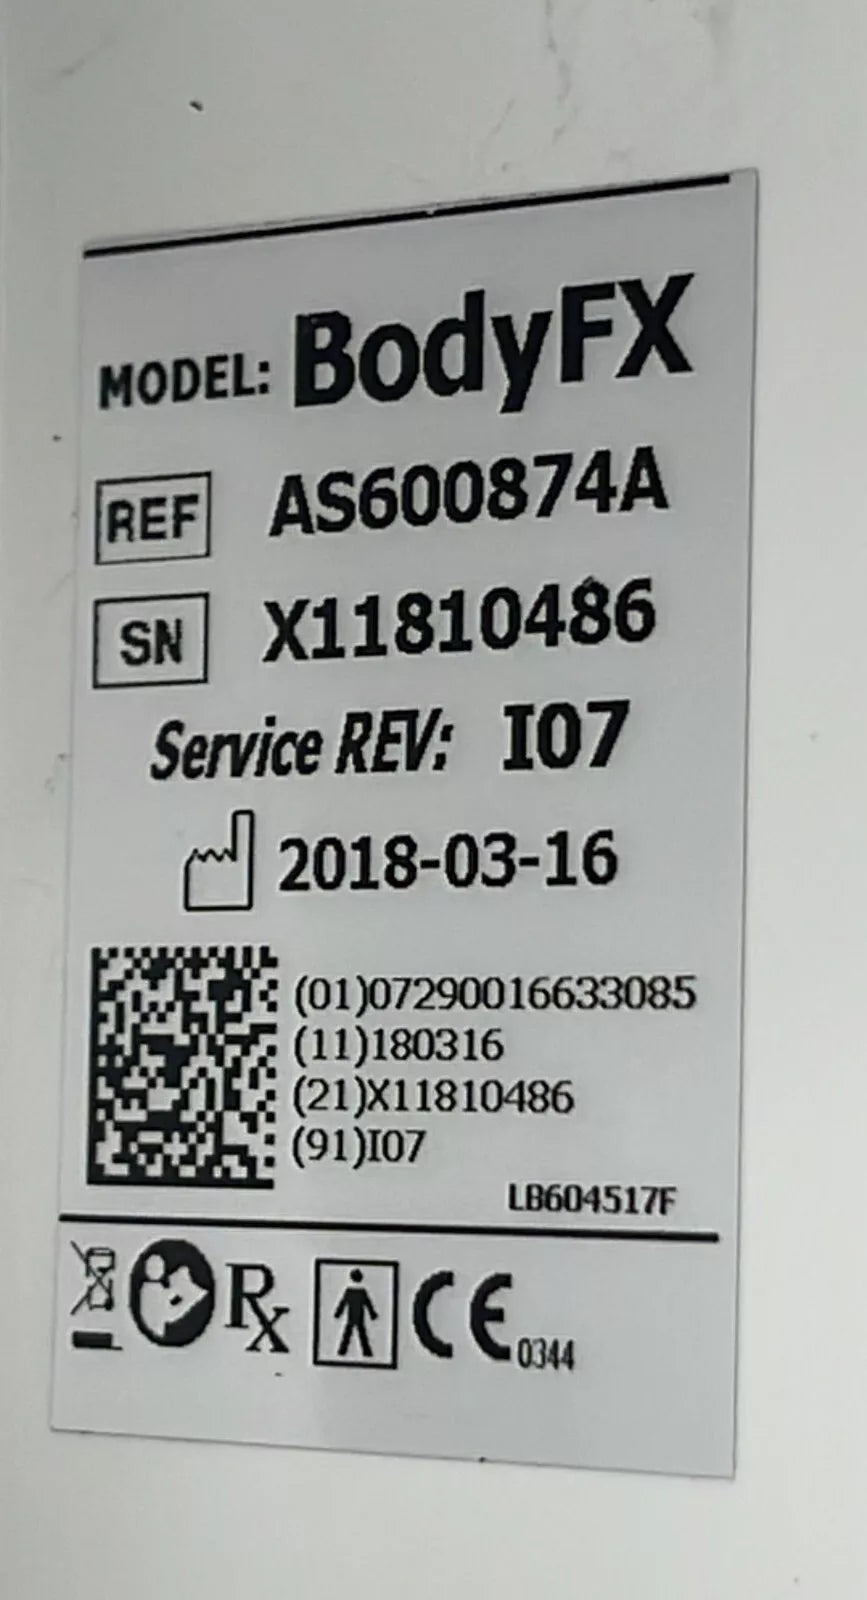 MODEL: BodyFX
REF AS600874A
SN X11810486
Service REV: I07
2018-03-16
(01)07290016633085
(11)180316
(21)X11810486
(91)I07
LB604517F
Rx CE 0344